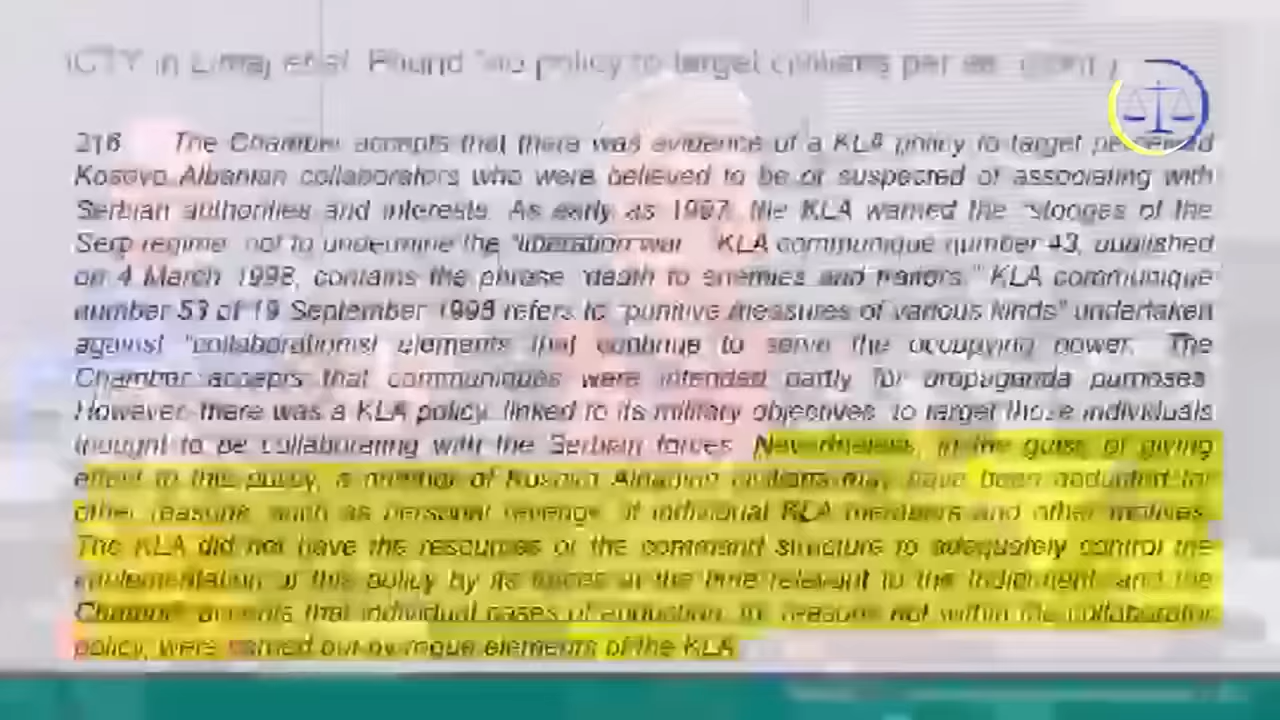 ICTY in Limaj et al. Found "no policy to target civilians per se" (cont.)
216 The Chamber accepts that there was evidence of a KLA policy to target perceived
Kosovo Albanian collaborators who were believed to be or suspected of associating with
Serbian authorities and interests. As early as 1997, the KLA warned the "stooges of the
Serb regime" not to undermine the "liberation war". KLA communique number 43, published
on 4 March 1998, contains the phrase "death to enemies and traitors." KLA communique
number 53 of 19 September 1998 refers to "punitive measures of various kinds" undertaken
against "collaborationist elements that continue to serve the occupying power." The
Chamber accepts that communiques were intended partly for propaganda purposes.
However, there was a KLA policy, linked to its military objectives, to target those individuals
thought to be collaborating with the Serbian forces. Nevertheless, in the guise of giving
effect to this policy, a number of Kosovo Albanian civilians may have been abducted for
other reasons, such as personal revenge of individual KLA members and other motives.
The KLA did not have the resources or the command structure to adequately control the
implementation of this policy by its forces at the time relevant to the Indictment, and the
Chamber accepts that individual cases of abduction, for reasons not within the collaborator
policy, were carried out by rogue elements of the KLA.